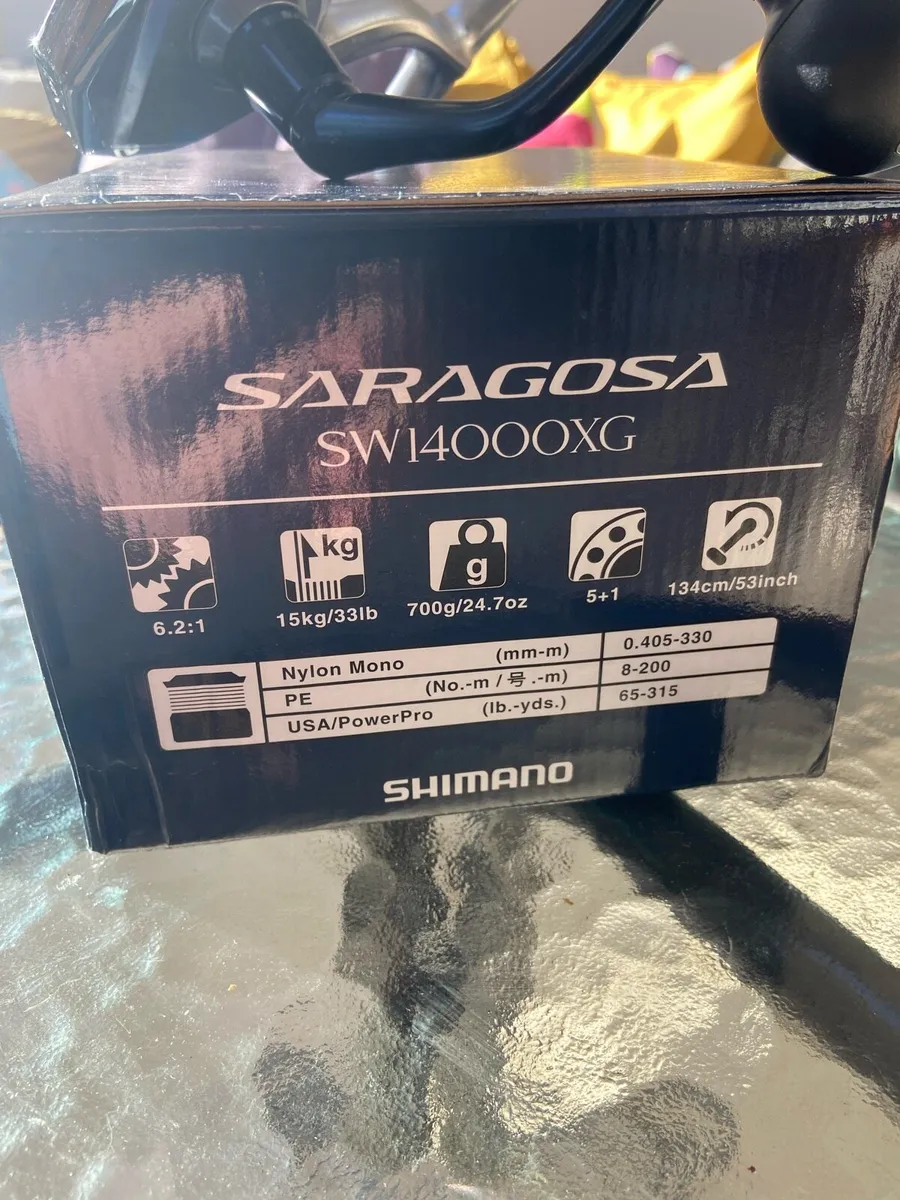 SARAGOSA
SW14000XG
kg
g
6.2:1
15kg/33lb
700g/24.7oz
5+1
134cm/53inch
Nylon Mono (mm-m) 0.405-330
PE (No.-m / 号.-m) 8-200
USA/PowerPro (lb.-yds.) 65-315
SHIMANO